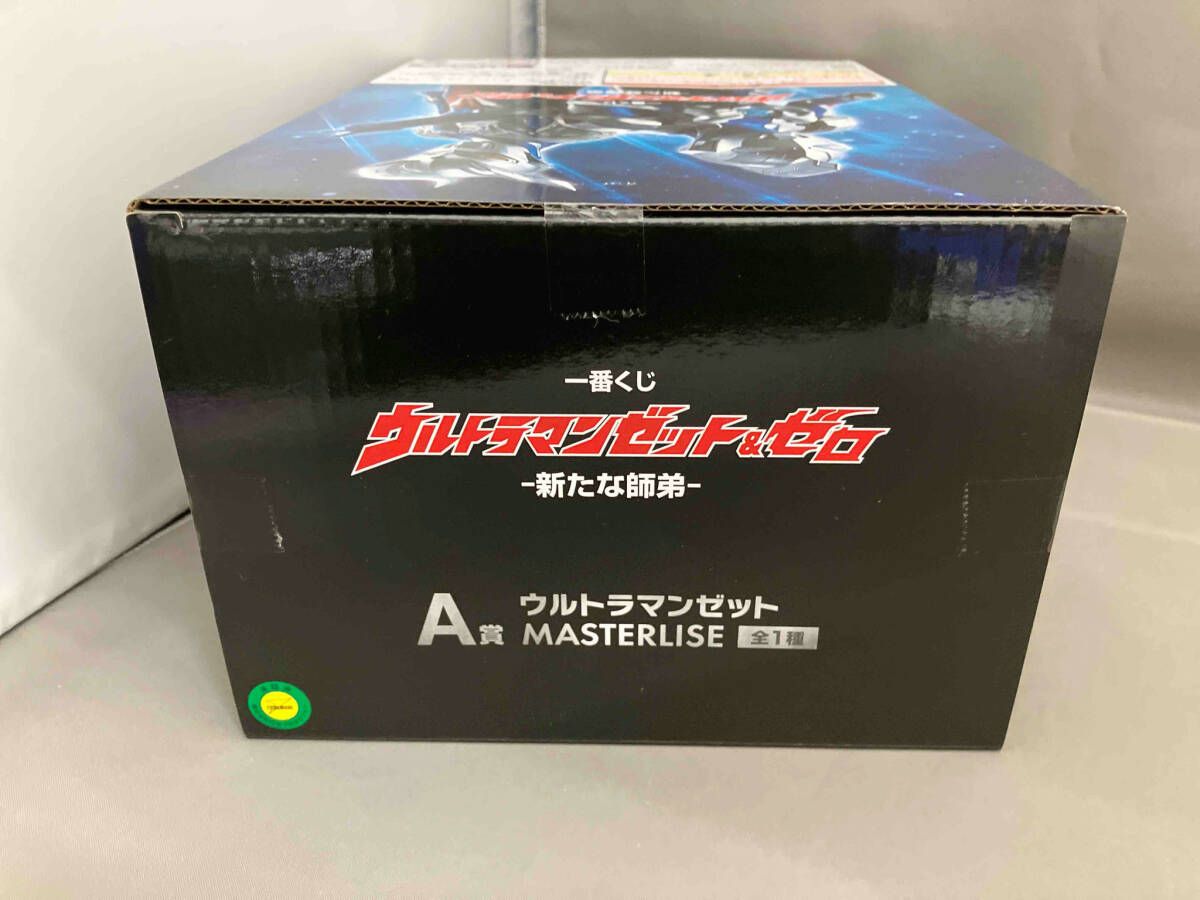 一番くじ
ウルトラマンゼット&ゼロ
-新たな師弟-
A賞
ウルトラマンゼット
MASTERLISE 全1種